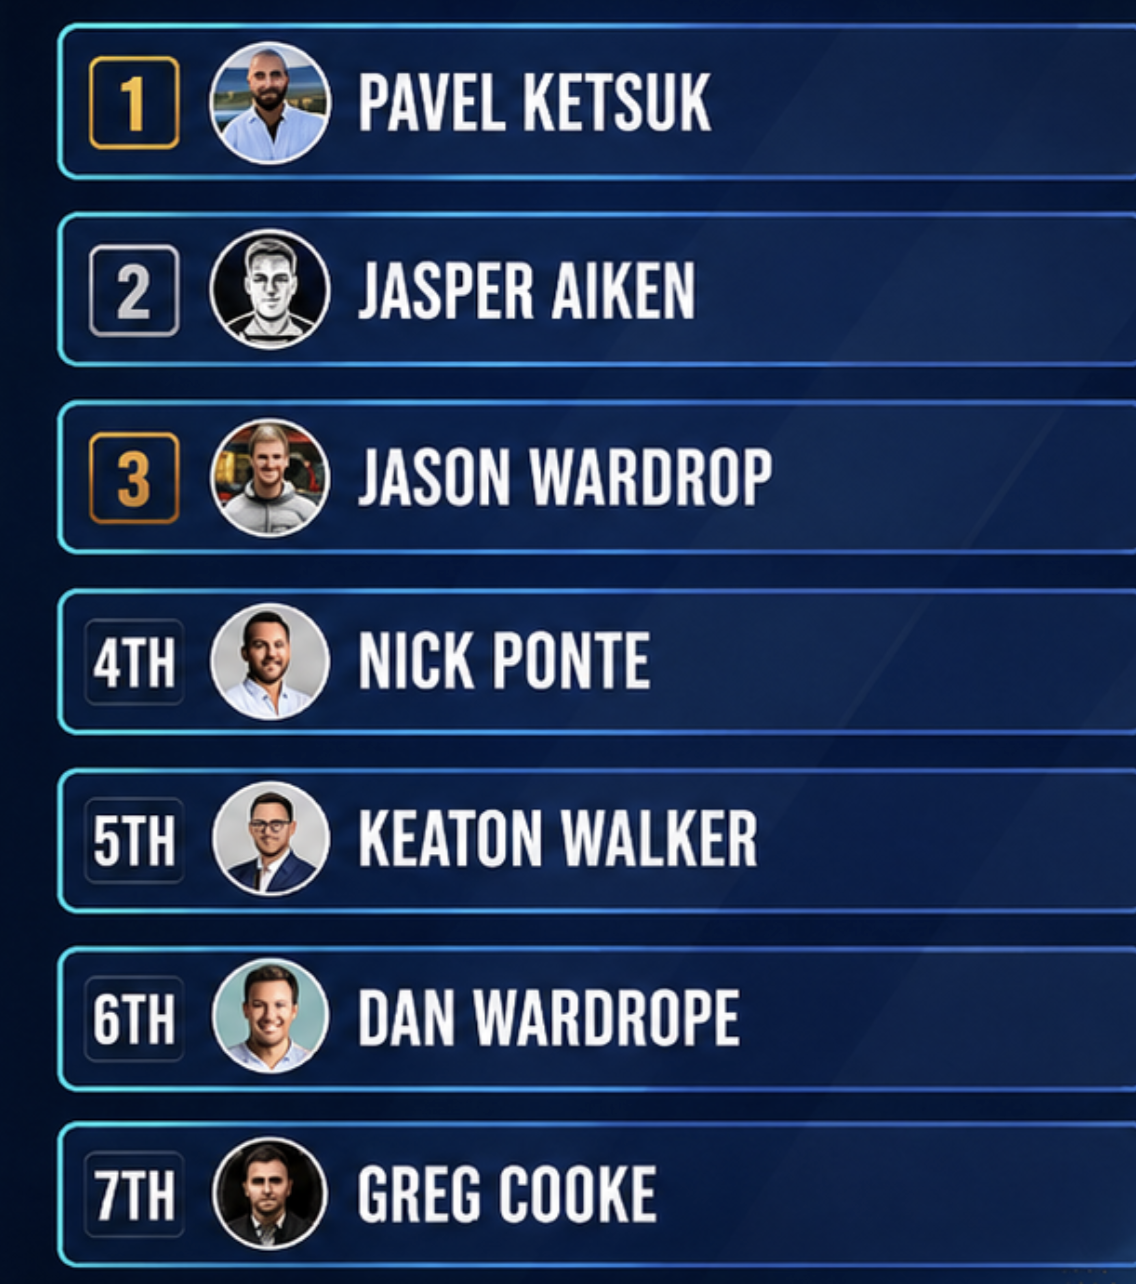 1
PAVEL KETSUK
2
JASPER AIKEN
3
JASON WARDROP
4TH
NICK PONTE
5TH
KEATON WALKER
6TH
DAN WARDROPE
7TH
GREG COOKE